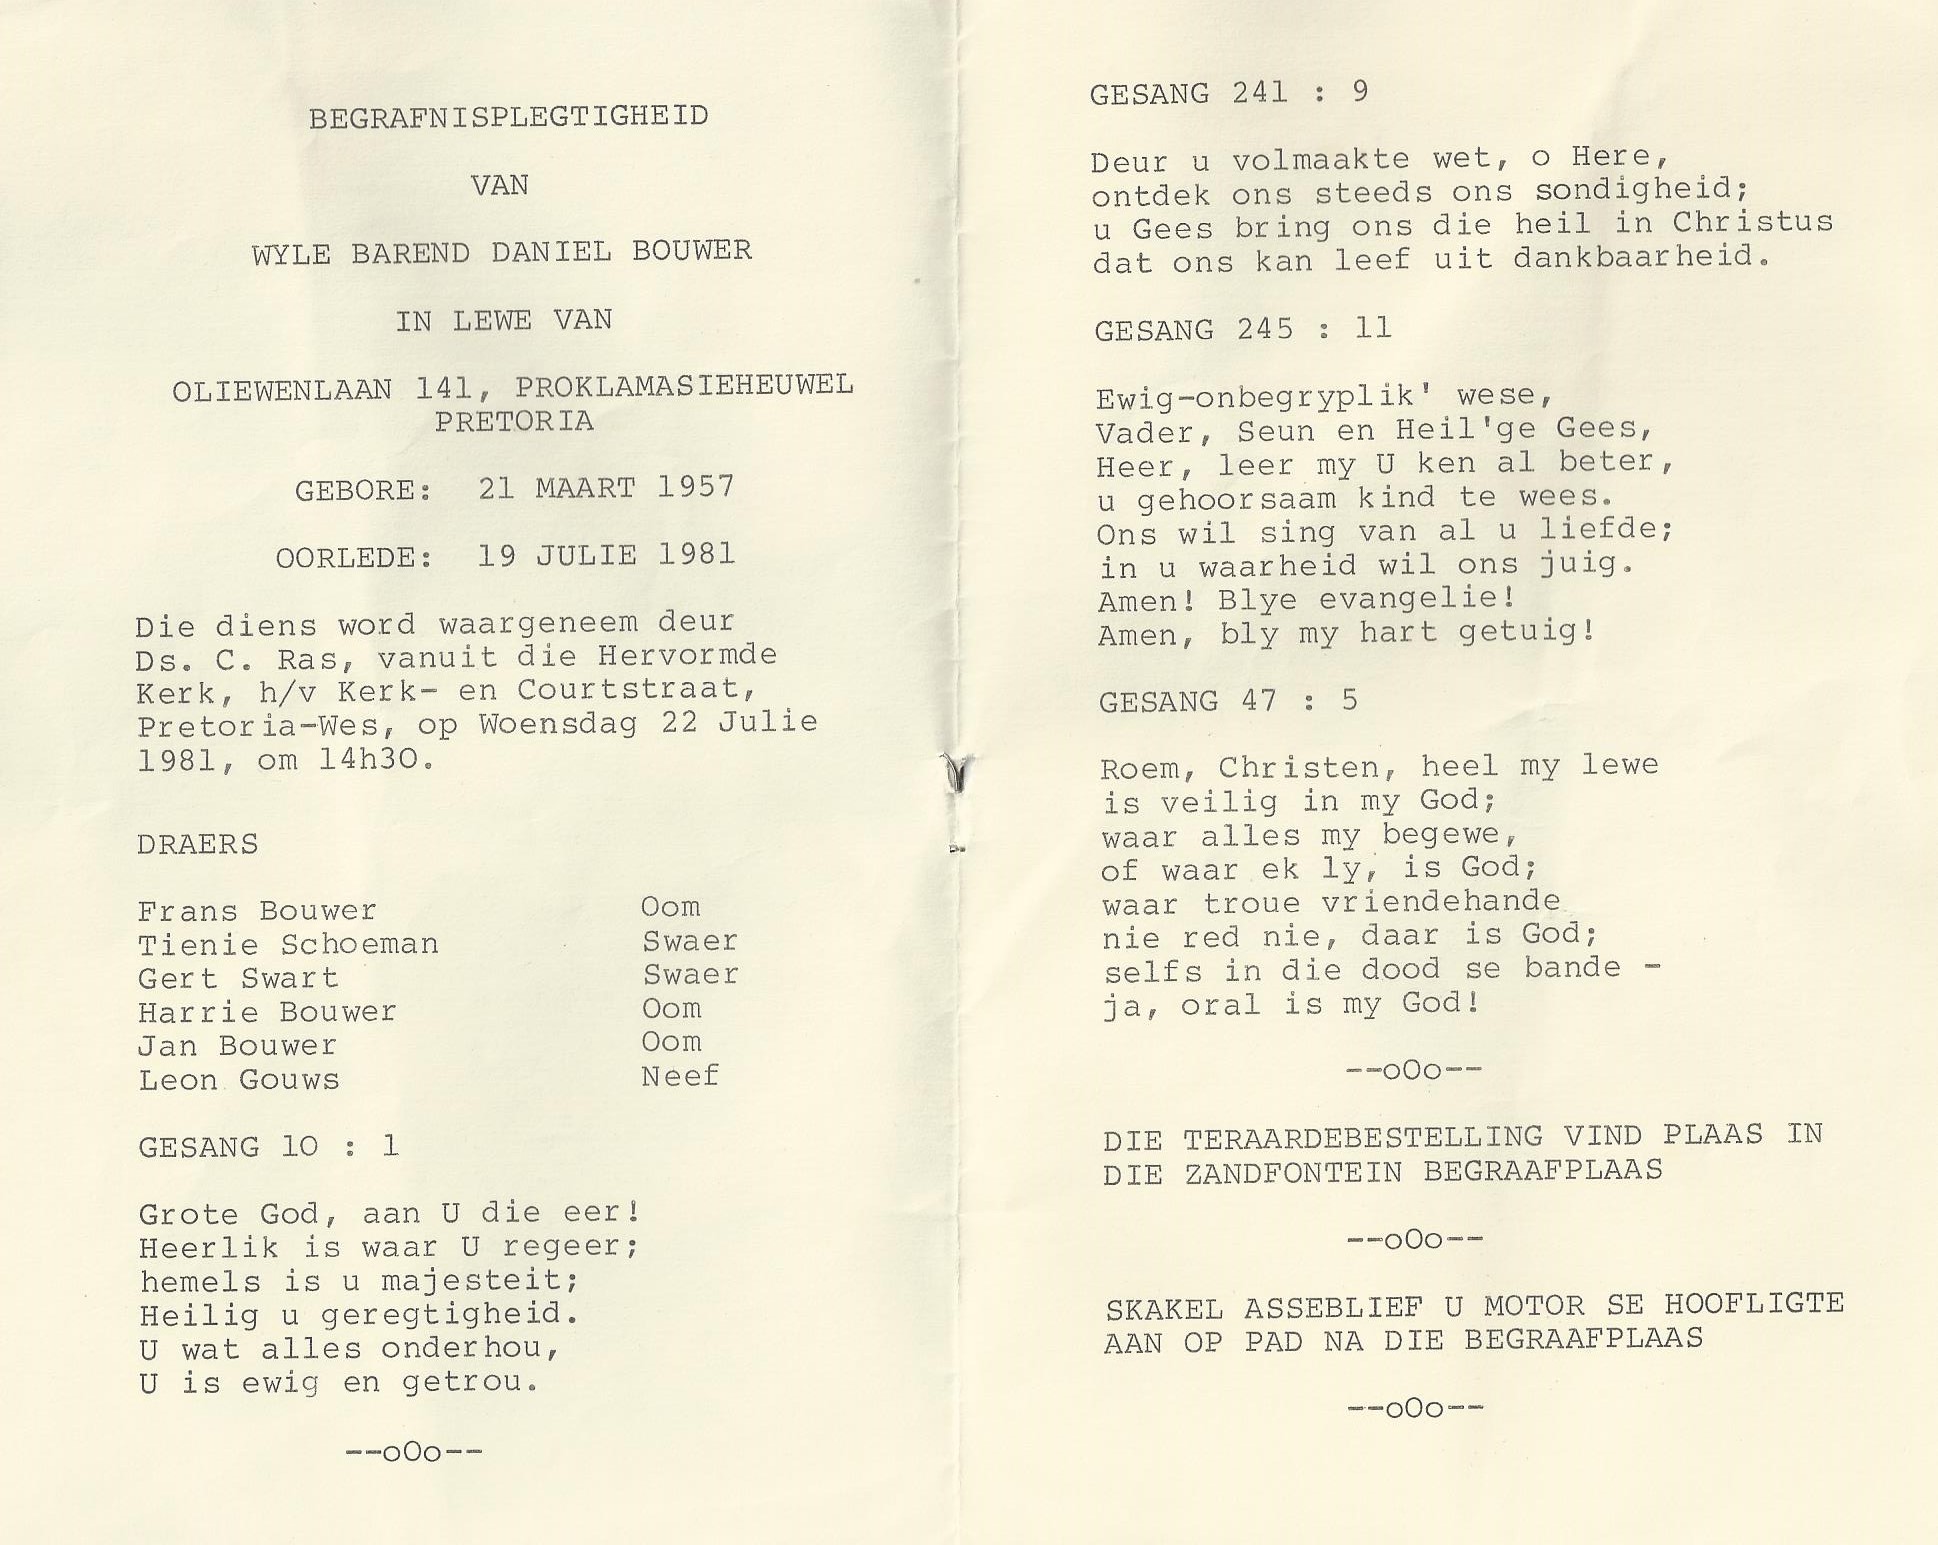 BEGRAFNISPLEGTIGHEID
VAN
WYLE BAREND DANIEL BOUWER
IN LEWE VAN
OLIEWENLAAN 141, PROKLAMASIEHEUWEL
PRETORIA
GEBORE: 21 MAART 1957
OORLEDE: 19 JULIE 1981
Die diens word waargeneem deur
Ds. C. Ras, vanuit die Hervormde
Kerk, h/v Kerk- en Courtstraat,
Pretoria-Wes, op Woensdag 22 Julie
1981, om 14h30.
DRAERS
Frans Bouwer Oom
Tienie Schoeman Swaer
Gert Swart Swaer
Harrie Bouwer Oom
Jan Bouwer Oom
Leon Gouws Neef
GESANG 10 : 1
Grote God, aan U die eer!
Heerlik is waar U regeer;
hemels is u majesteit;
Heilig u geregtigheid.
U wat alles onderhou,
U is ewig en getrou.
--oOo--
GESANG 241 : 9
Deur u volmaakte wet, o Here,
ontdek ons steeds ons sondigheid;
u Gees bring ons die heil in Christus
dat ons kan leef uit dankbaarheid.
GESANG 245 : 11
Ewig-onbegryplik' wese,
Vader, Seun en Heil'ge Gees,
Heer, leer my U ken al beter,
u gehoorsaam kind te wees.
Ons wil sing van al u liefde;
in u waarheid wil ons juig.
Amen! Blye evangelie!
Amen, bly my hart getuig!
GESANG 47 : 5
Roem, Christen, heel my lewe
is veilig in my God;
waar alles my begewe,
of waar ek ly, is God;
waar troue vriendehande
nie red nie, daar is God;
selfs in die dood se bande -
ja, oral is my God!
--oOo--
DIE TERAARDEBESTELLING VIND PLAAS IN
DIE ZANDFONTEIN BEGRAAFPLAAS
--oOo--
SKAKEL ASSEBLIEF U MOTOR SE HOOFLIGTE
AAN OP PAD NA DIE BEGRAAFPLAAS
--oOo--